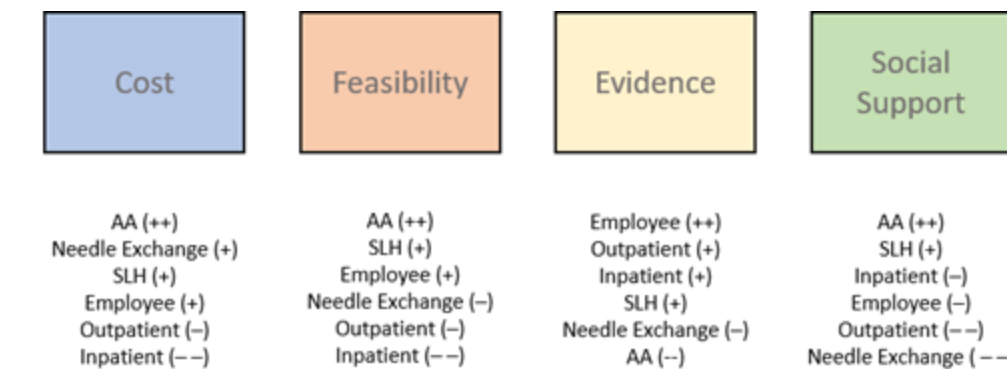 Cost
Feasibility
Evidence
Social
Support
AA (++)
Needle Exchange (+)
SLH (+)
Employee (+)
Outpatient (–)
Inpatient (– –)
AA (++)
SLH (+)
Employee (+)
Needle Exchange (–)
Outpatient (–)
Inpatient (– –)
Employee (++)
Outpatient (+)
Inpatient (+)
SLH (+)
Needle Exchange (–)
AA (--)
AA (++)
SLH (+)
Inpatient (–)
Employee (–)
Outpatient (– –)
Needle Exchange ( – –